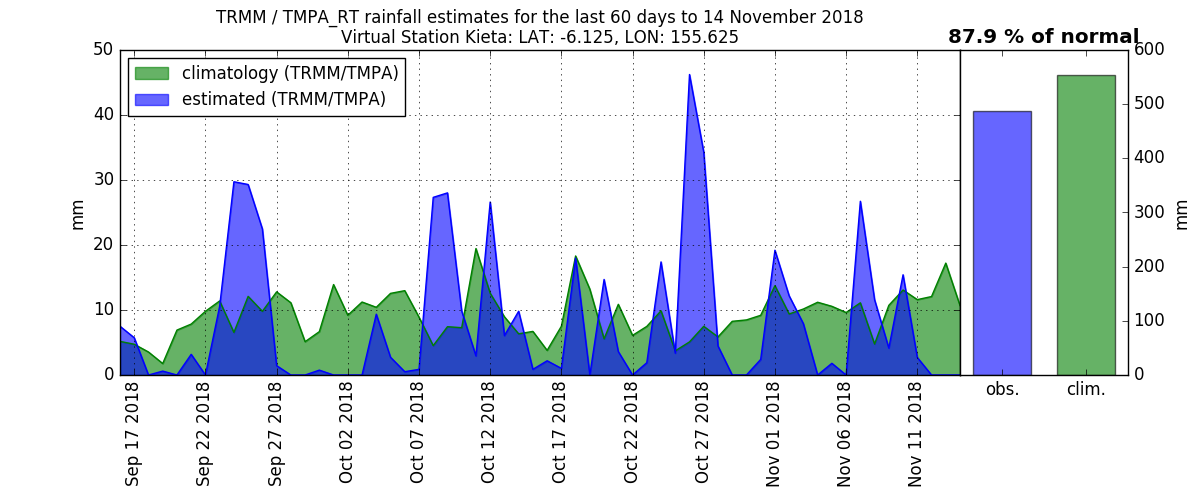 TRMM / TMPA_RT rainfall estimates for the last 60 days to 14 November 2018
Virtual Station Kieta: LAT: -6.125, LON: 155.625
87.9 % of normal
climatology (TRMM/TMPA)
estimated (TRMM/TMPA)
50
40
30
20
10
0
mm
Sep 17 2018
Sep 22 2018
Sep 27 2018
Oct 02 2018
Oct 07 2018
Oct 12 2018
Oct 17 2018
Oct 22 2018
Oct 27 2018
Nov 01 2018
Nov 06 2018
Nov 11 2018
obs.
clim.
600
500
400
300
200
100
0
mm